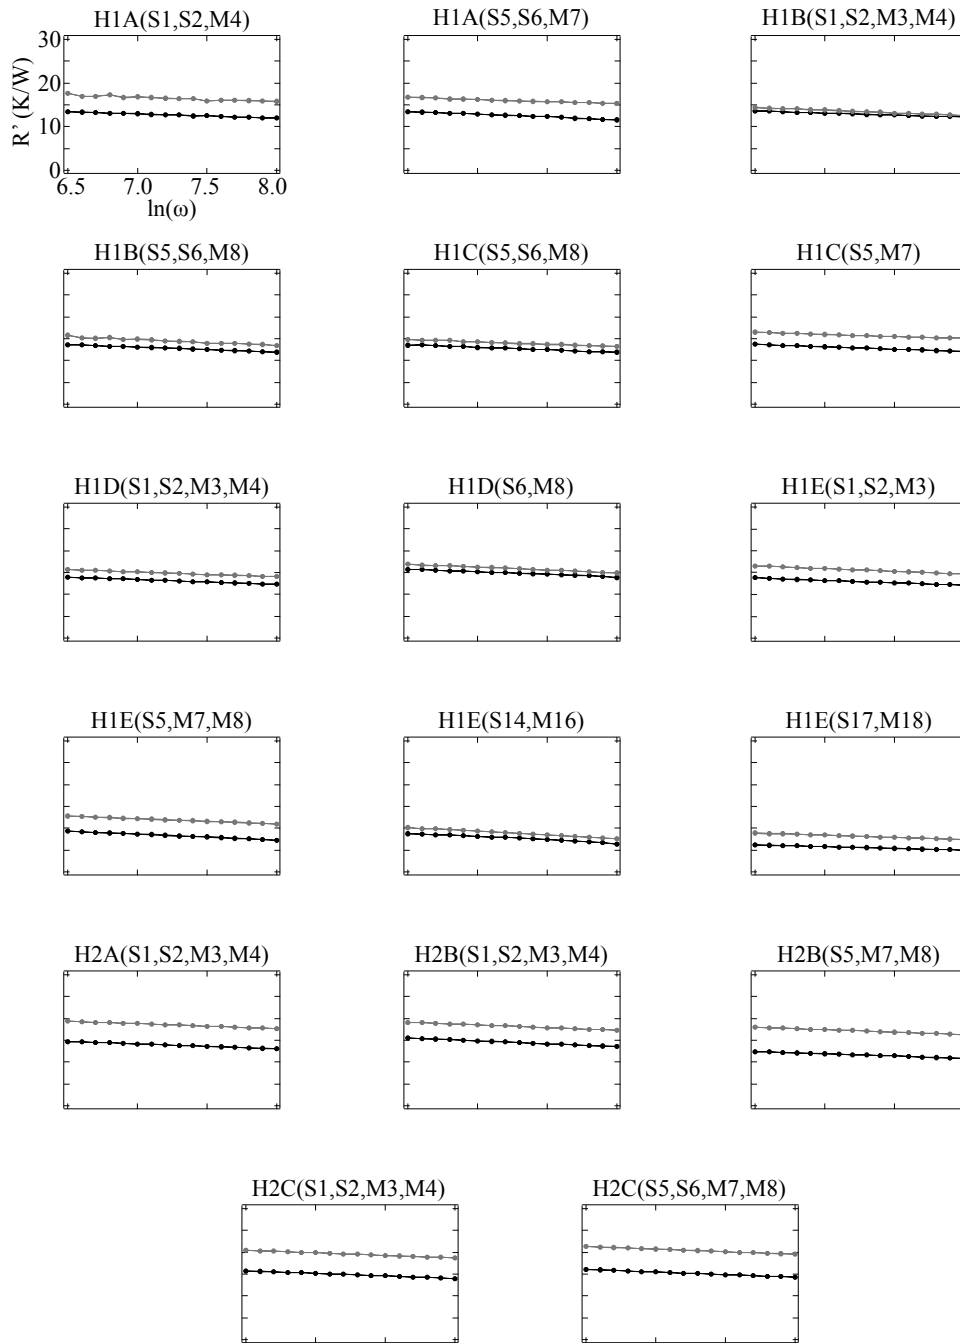 H1A(S1,S2,M4)
H1A(S5,S6,M7)
H1B(S1,S2,M3,M4)
30
20
10
0
R' (K/W)
6.5 7.0 7.5 8.0
ln(ω)
H1B(S5,S6,M8)
H1C(S5,S6,M8)
H1C(S5,M7)
H1D(S1,S2,M3,M4)
H1D(S6,M8)
H1E(S1,S2,M3)
H1E(S5,M7,M8)
H1E(S14,M16)
H1E(S17,M18)
H2A(S1,S2,M3,M4)
H2B(S1,S2,M3,M4)
H2B(S5,M7,M8)
H2C(S1,S2,M3,M4)
H2C(S5,S6,M7,M8)